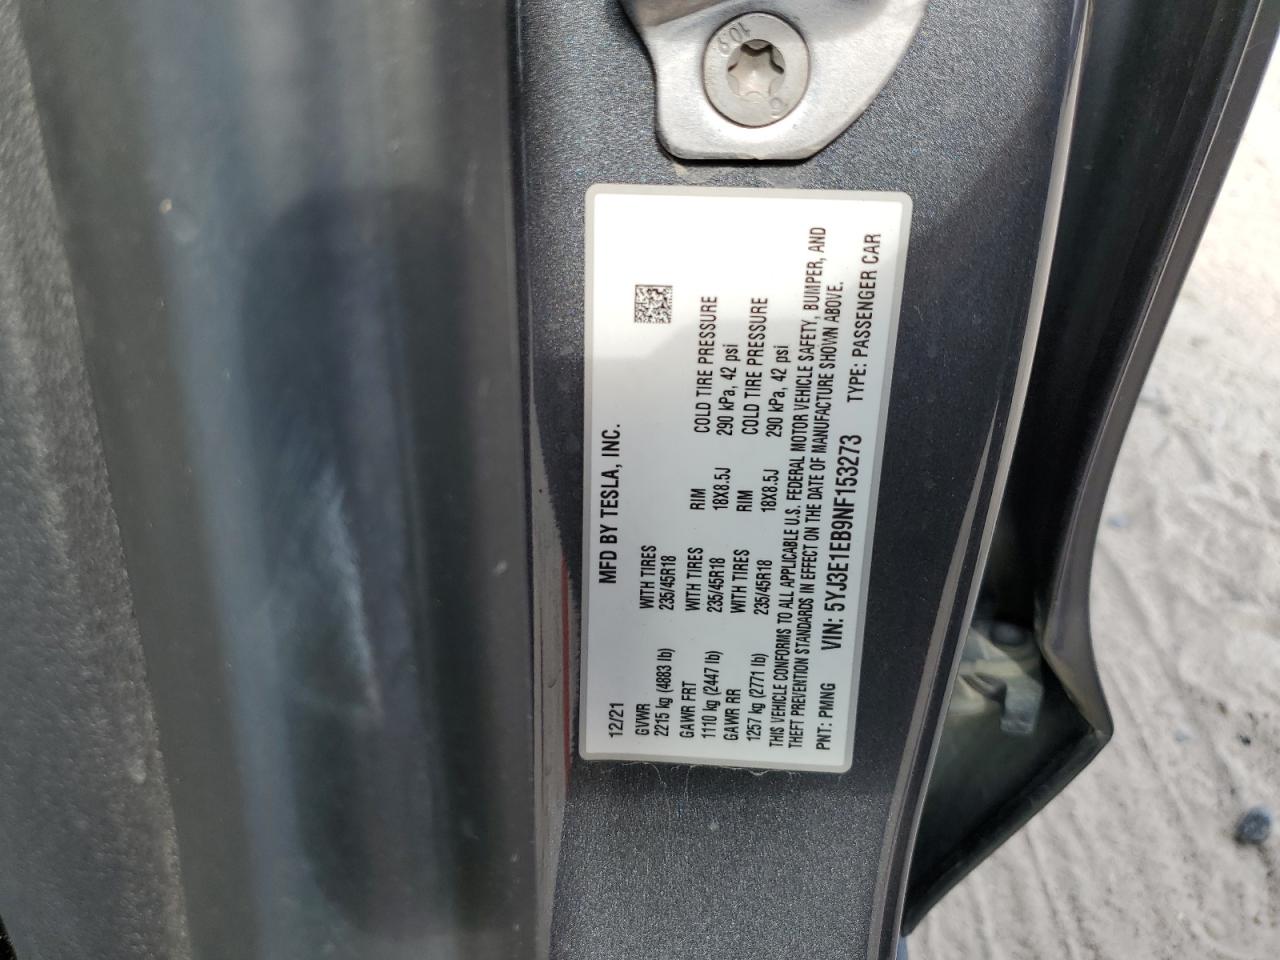 10.9
MFD BY TESLA, INC.
12/21
GVWR WITH TIRES
2215 kg (4883 lb) 235/45R18
GAWR FRT WITH TIRES RIM COLD TIRE PRESSURE
1110 kg (2447 lb) 235/45R18 18X8.5J 290 kPa, 42 psi
GAWR RR WITH TIRES RIM COLD TIRE PRESSURE
1257 kg (2771 lb) 235/45R18 18X8.5J 290 kPa, 42 psi
THIS VEHICLE CONFORMS TO ALL APPLICABLE U.S. FEDERAL MOTOR VEHICLE SAFETY, BUMPER, AND
THEFT PREVENTION STANDARDS IN EFFECT ON THE DATE OF MANUFACTURE SHOWN ABOVE.
PNT: PMNG VIN: 5YJ3E1EB9NF153273 TYPE: PASSENGER CAR